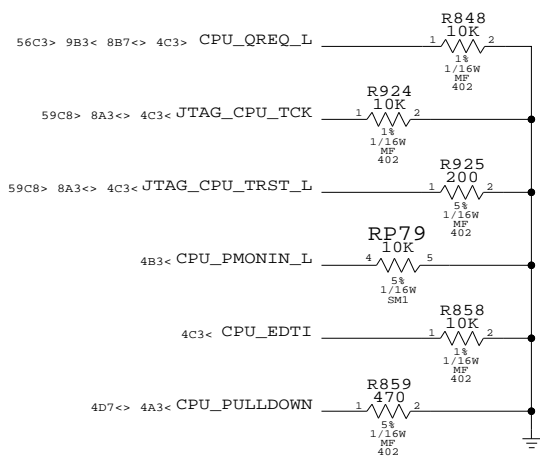 R848
10K
56C3> 9B3< 8B7<> 4C3> CPU_QREQ_L 1 2
1%
1/16W
MF
402
R924
10K
59C8> 8A3<> 4C3< JTAG_CPU_TCK 1 2
1%
1/16W
MF
402
R925
200
59C8> 8A3<> 4C3< JTAG_CPU_TRST_L 1 2
5%
1/16W
MF
402
RP79
10K
4B3< CPU_PMONIN_L 4 5
5%
1/16W
SM1
R858
10K
4C3< CPU_EDTI 1 2
1%
1/16W
MF
402
R859
470
4D7<> 4A3< CPU_PULLDOWN 1 2
5%
1/16W
MF
402